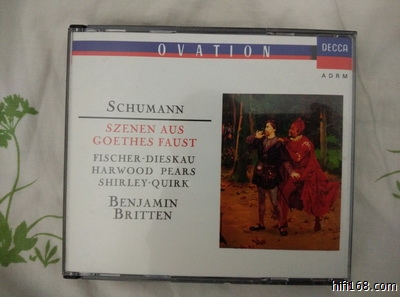 OVATION
DECCA
ADRM
SCHUMANN
SZENEN AUS
GOETHES FAUST
FISCHER-DIESKAU
HARWOOD PEARS
SHIRLEY-QUIRK
BENJAMIN
BRITTEN
hifi168.com